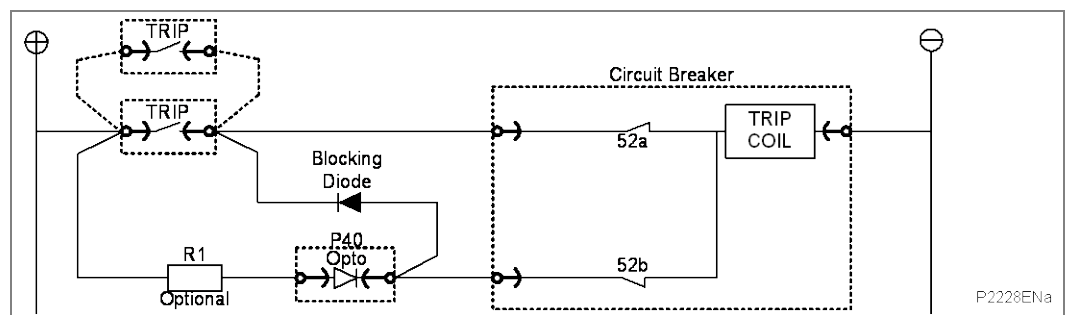 TRIP
Circuit Breaker
TRIP
TRIP
COIL
52a
Blocking
Diode
P40
Opto
R1
Optional
52b
P2228ENa